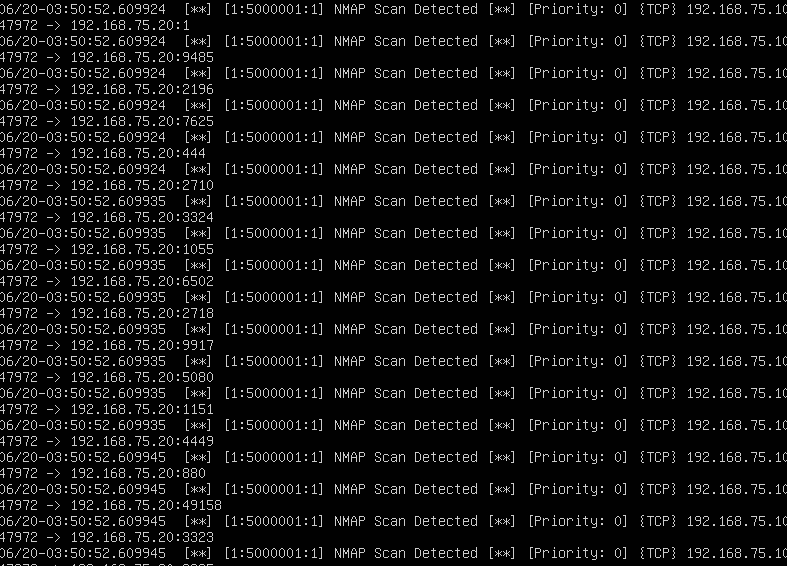 06/20-03:50:52.609924 [**] [1:5000001:1] NMAP Scan Detected [**] [Priority: 0] {TCP} 192.168.75.10
47972 -> 192.168.75.20:1
06/20-03:50:52.609924 [**] [1:5000001:1] NMAP Scan Detected [**] [Priority: 0] {TCP} 192.168.75.10
47972 -> 192.168.75.20:9485
06/20-03:50:52.609924 [**] [1:5000001:1] NMAP Scan Detected [**] [Priority: 0] {TCP} 192.168.75.10
47972 -> 192.168.75.20:2196
06/20-03:50:52.609924 [**] [1:5000001:1] NMAP Scan Detected [**] [Priority: 0] {TCP} 192.168.75.10
47972 -> 192.168.75.20:7625
06/20-03:50:52.609924 [**] [1:5000001:1] NMAP Scan Detected [**] [Priority: 0] {TCP} 192.168.75.10
47972 -> 192.168.75.20:444
06/20-03:50:52.609924 [**] [1:5000001:1] NMAP Scan Detected [**] [Priority: 0] {TCP} 192.168.75.10
47972 -> 192.168.75.20:2710
06/20-03:50:52.609935 [**] [1:5000001:1] NMAP Scan Detected [**] [Priority: 0] {TCP} 192.168.75.10
47972 -> 192.168.75.20:3324
06/20-03:50:52.609935 [**] [1:5000001:1] NMAP Scan Detected [**] [Priority: 0] {TCP} 192.168.75.10
47972 -> 192.168.75.20:1055
06/20-03:50:52.609935 [**] [1:5000001:1] NMAP Scan Detected [**] [Priority: 0] {TCP} 192.168.75.10
47972 -> 192.168.75.20:6502
06/20-03:50:52.609935 [**] [1:5000001:1] NMAP Scan Detected [**] [Priority: 0] {TCP} 192.168.75.10
47972 -> 192.168.75.20:2718
06/20-03:50:52.609935 [**] [1:5000001:1] NMAP Scan Detected [**] [Priority: 0] {TCP} 192.168.75.10
47972 -> 192.168.75.20:9917
06/20-03:50:52.609935 [**] [1:5000001:1] NMAP Scan Detected [**] [Priority: 0] {TCP} 192.168.75.10
47972 -> 192.168.75.20:5080
06/20-03:50:52.609935 [**] [1:5000001:1] NMAP Scan Detected [**] [Priority: 0] {TCP} 192.168.75.10
47972 -> 192.168.75.20:1151
06/20-03:50:52.609935 [**] [1:5000001:1] NMAP Scan Detected [**] [Priority: 0] {TCP} 192.168.75.10
47972 -> 192.168.75.20:4449
06/20-03:50:52.609945 [**] [1:5000001:1] NMAP Scan Detected [**] [Priority: 0] {TCP} 192.168.75.10
47972 -> 192.168.75.20:880
06/20-03:50:52.609945 [**] [1:5000001:1] NMAP Scan Detected [**] [Priority: 0] {TCP} 192.168.75.10
47972 -> 192.168.75.20:49158
06/20-03:50:52.609945 [**] [1:5000001:1] NMAP Scan Detected [**] [Priority: 0] {TCP} 192.168.75.10
47972 -> 192.168.75.20:3323
06/20-03:50:52.609945 [**] [1:5000001:1] NMAP Scan Detected [**] [Priority: 0] {TCP} 192.168.75.10